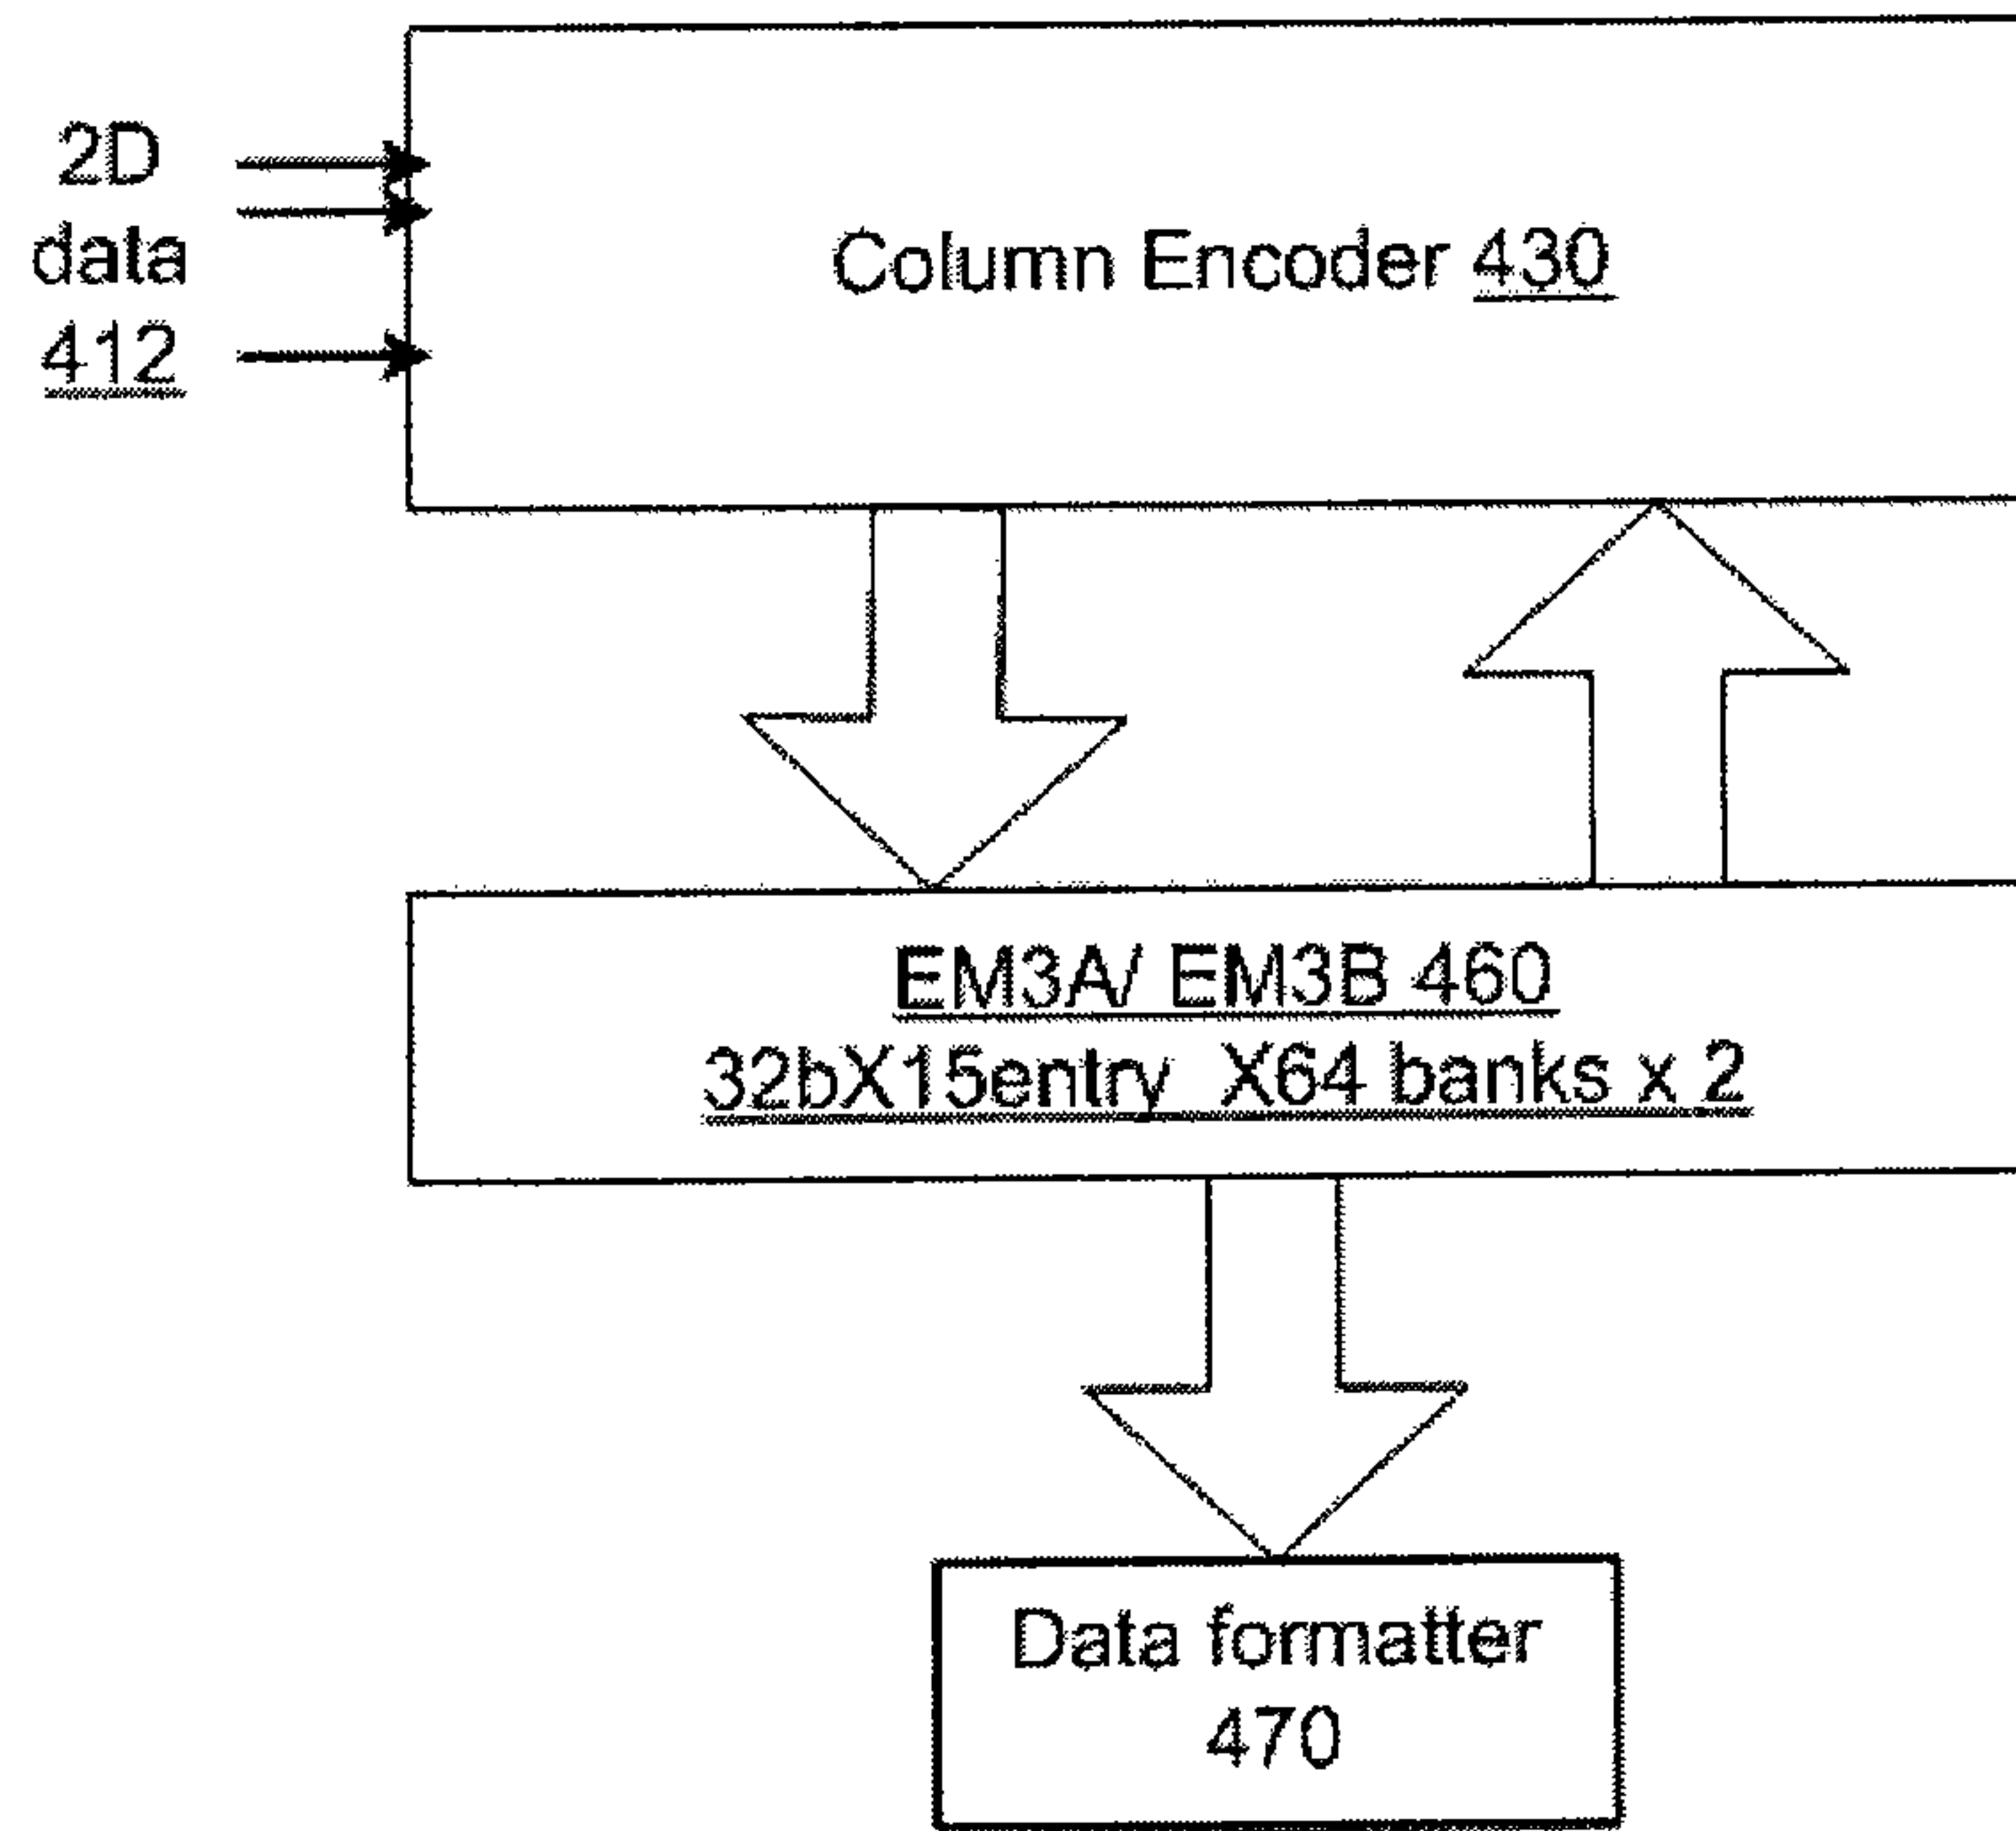 2D
data
412
Column Encoder 430
EM3A/ EM3B 460
32bX15entry X64 banks x 2
Data formatter
470